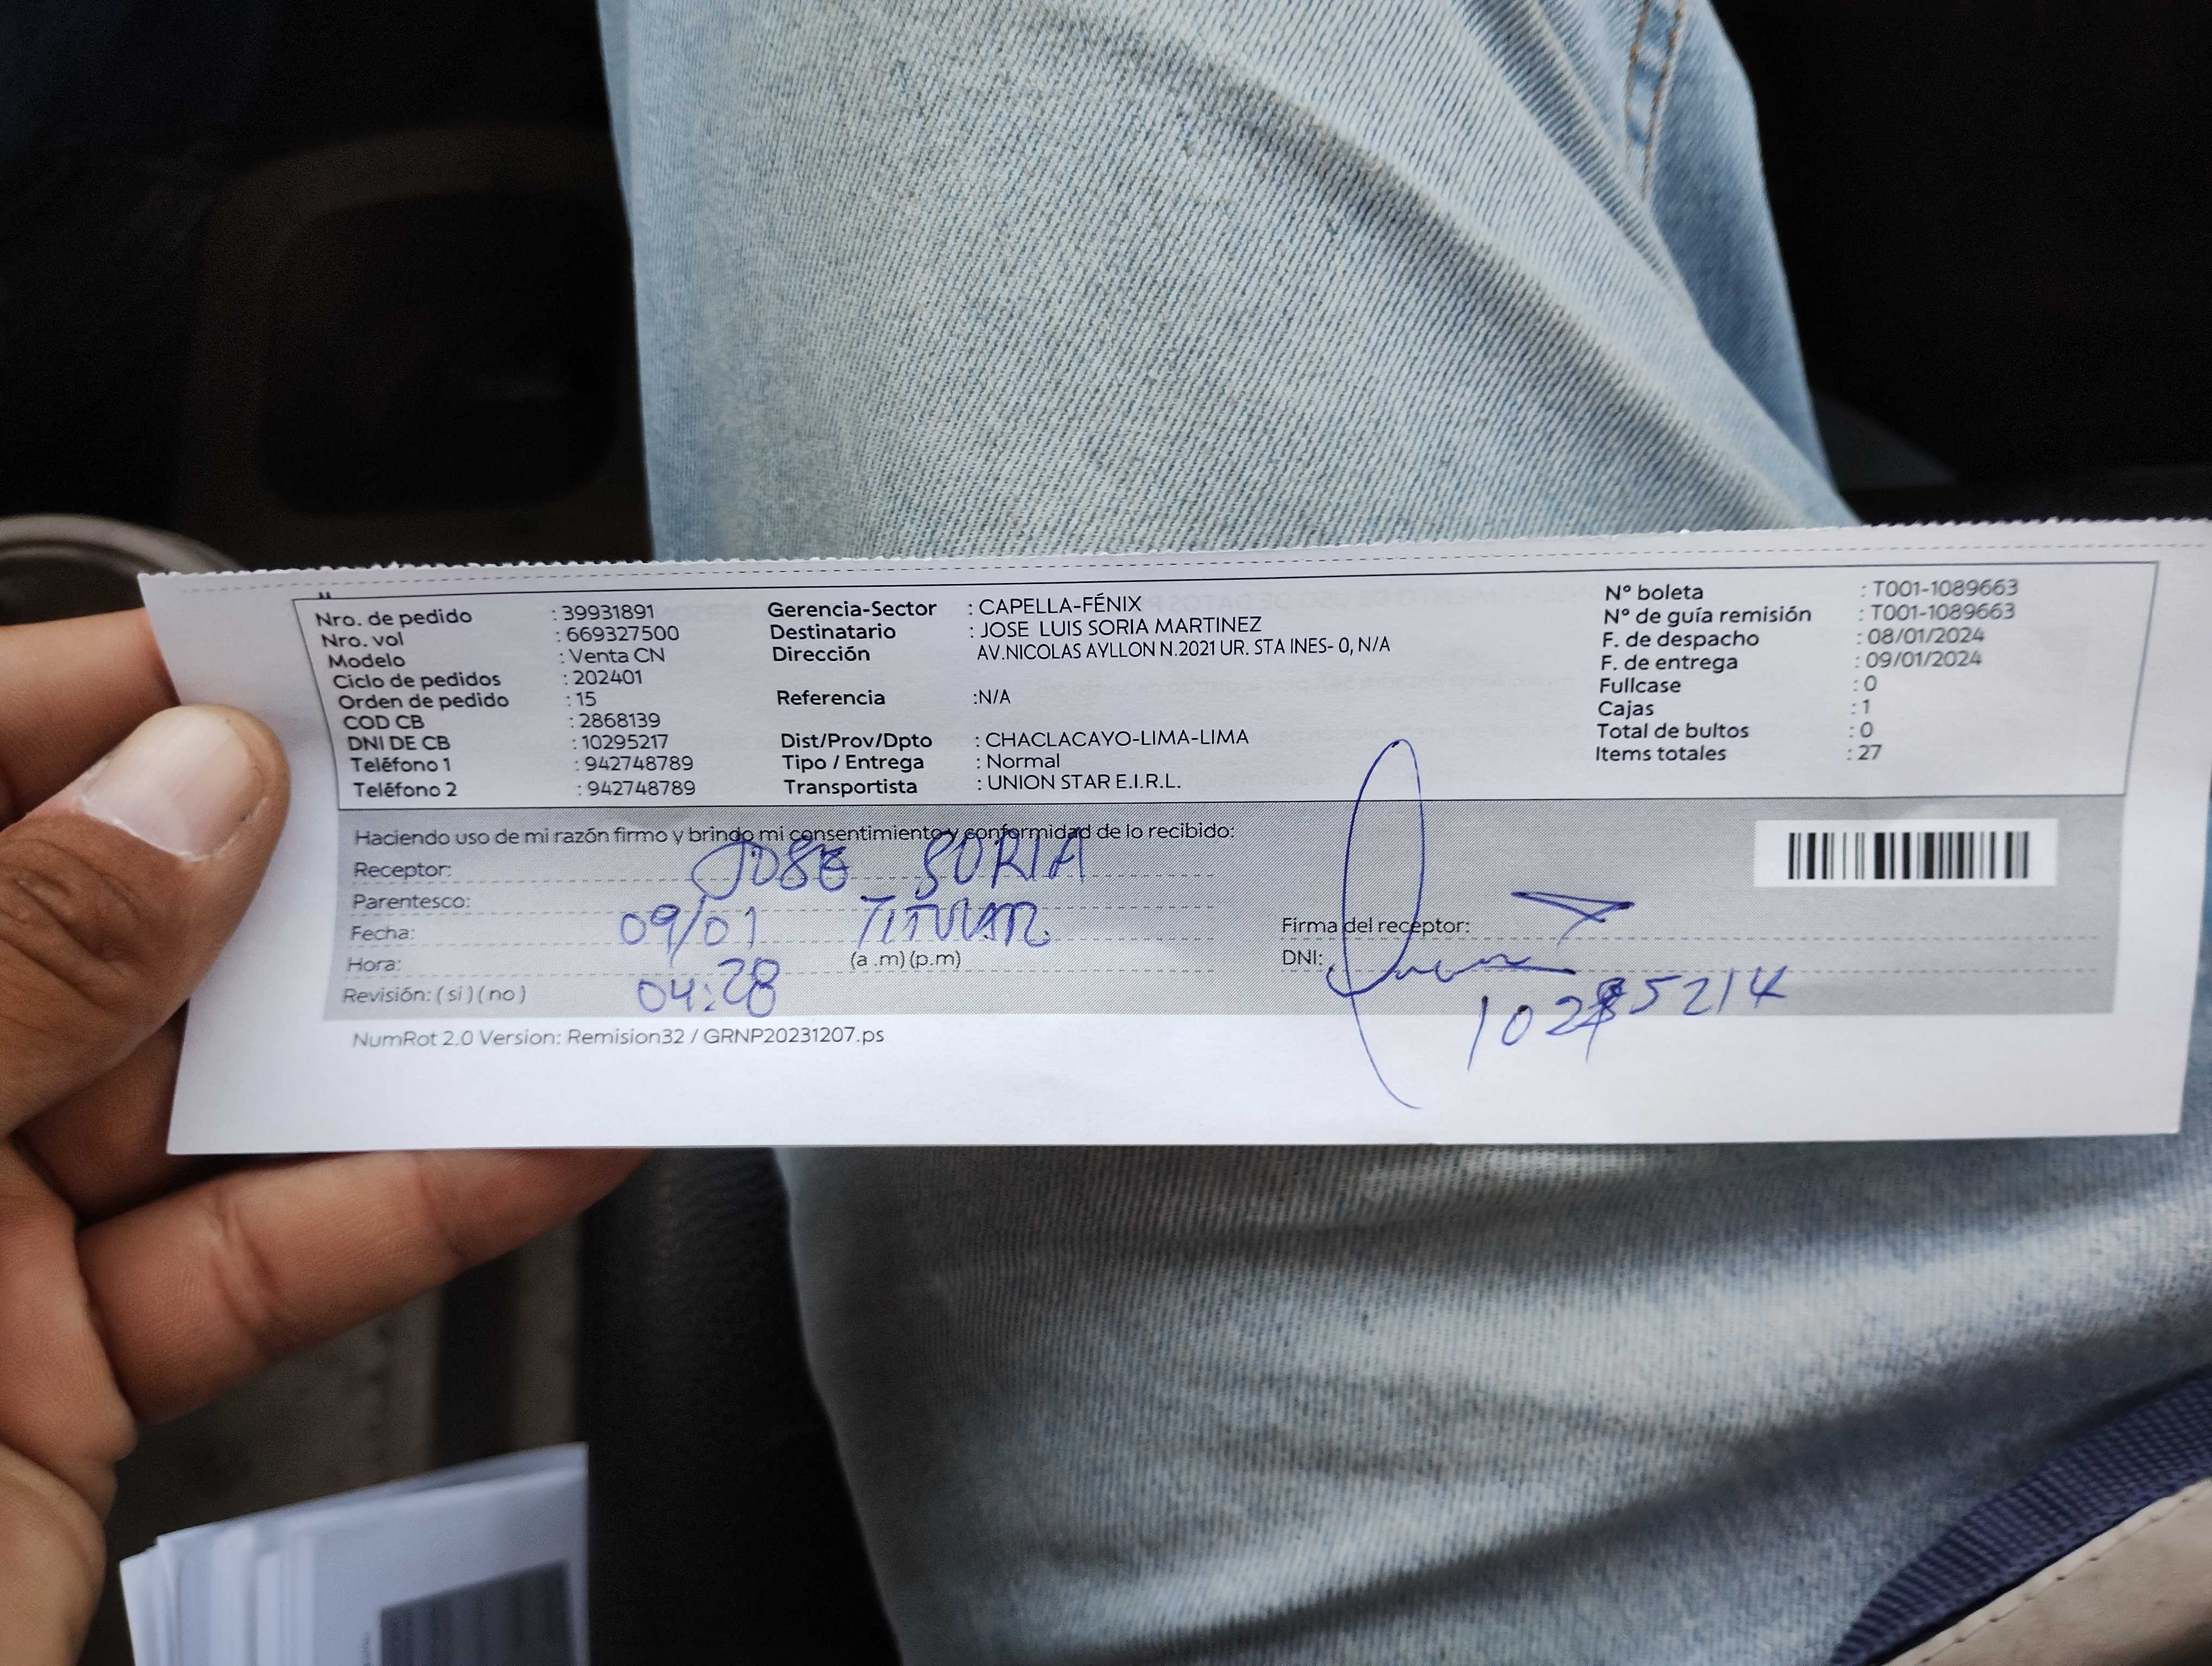 Nro. de pedido : 39931891
Nro. vol : 669327500
Modelo : Venta CN
Ciclo de pedidos : 202401
Orden de pedido : 15
COD CB : 2868139
DNI DE CB : 10295217
Teléfono 1 : 942748789
Teléfono 2 : 942748789
Gerencia-Sector : CAPELLA-FÉNIX
Destinatario : JOSE LUIS SORIA MARTINEZ
Dirección AV.NICOLAS AYLLON N.2021 UR. STA INES- 0, N/A
Referencia :N/A
Dist/Prov/Dpto : CHACLACAYO-LIMA-LIMA
Tipo / Entrega : Normal
Transportista : UNION STAR E.I.R.L.
N° boleta : T001-1089663
N° de guía remisión : T001-1089663
F. de despacho : 08/01/2024
F. de entrega : 09/01/2024
Fullcase : 0
Cajas : 1
Total de bultos : 0
Items totales : 27
Haciendo uso de mi razón firmo y brindo mi consentimiento y conformidad de lo recibido:
Receptor: JOSE SORIA
Parentesco: TITULAR
Fecha: 09/01
Hora: 04:28 (a .m) (p.m)
Revisión: ( si ) ( no )
Firma del receptor:
DNI:
NumRot 2.0 Version: Remision32 / GRNP20231207.ps